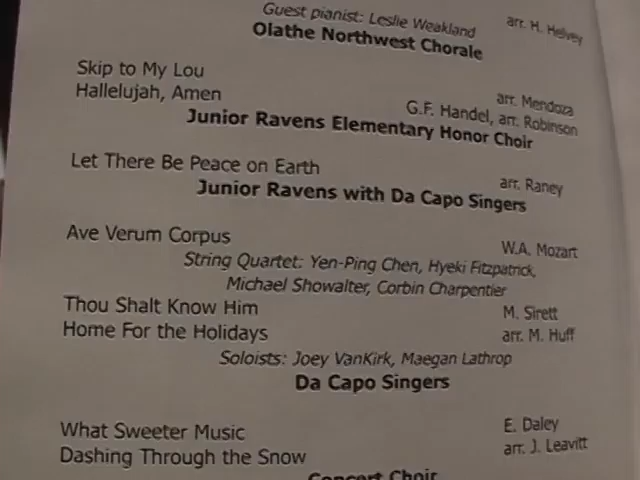 Guest pianist: Leslie Weakland arr. H. Helvey
Olathe Northwest Chorale
Skip to My Lou arr. Mendoza
Hallelujah, Amen G.F. Handel, arr. Robinson
Junior Ravens Elementary Honor Choir
Let There Be Peace on Earth arr. Raney
Junior Ravens with Da Capo Singers
Ave Verum Corpus W.A. Mozart
String Quartet: Yen-Ping Chen, Hyeki Fitzpatrick,
Michael Showalter, Corbin Charpentier
Thou Shalt Know Him M. Sirett
Home For the Holidays arr. M. Huff
Soloists: Joey VanKirk, Maegan Lathrop
Da Capo Singers
What Sweeter Music E. Daley
Dashing Through the Snow arr. J. Leavitt
Concert Choir